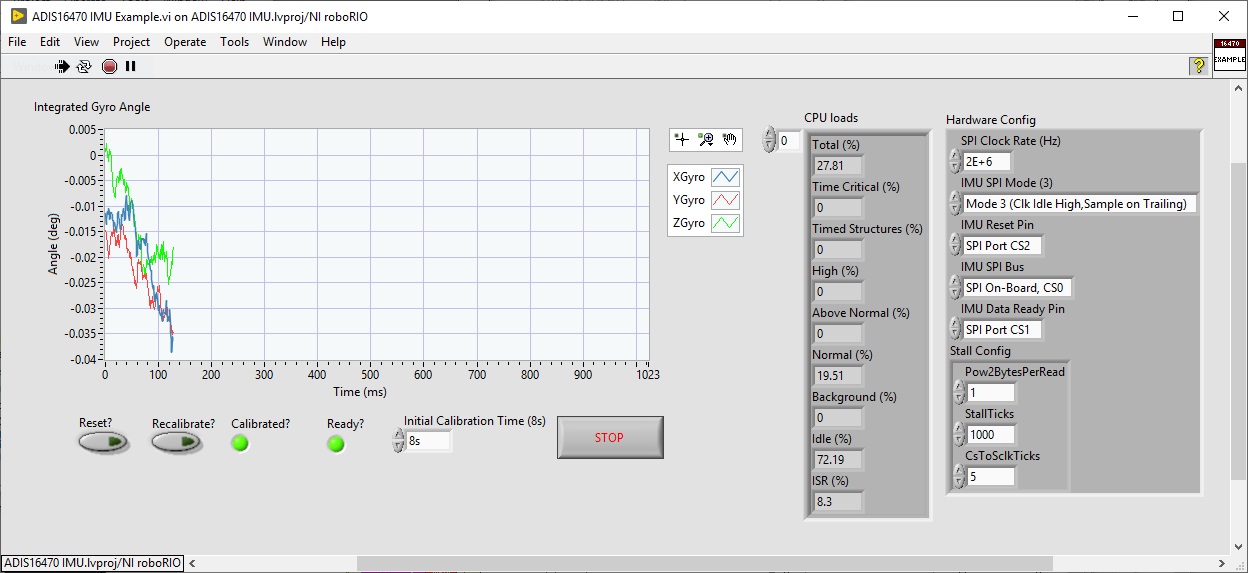 ADIS16470 IMU Example.vi on ADIS16470 IMU.lvproj/NI roboRIO
File Edit View Project Operate Tools Window Help
16470
EXAMPLE
?
Integrated Gyro Angle
Angle (deg)
0.005
0
-0.005
-0.01
-0.015
-0.02
-0.025
-0.03
-0.035
-0.04
0 100 200 300 400 500 600 700 800 900 1023
Time (ms)
XGyro
YGyro
ZGyro
Reset?
Recalibrate?
Calibrated?
Ready?
Initial Calibration Time (8s)
8s
STOP
0
CPU loads
Total (%)
27.81
Time Critical (%)
0
Timed Structures (%)
0
High (%)
0
Above Normal (%)
0
Normal (%)
19.51
Background (%)
0
Idle (%)
72.19
ISR (%)
8.3
Hardware Config
SPI Clock Rate (Hz)
2E+6
IMU SPI Mode (3)
Mode 3 (Clk Idle High,Sample on Trailing)
IMU Reset Pin
SPI Port CS2
IMU SPI Bus
SPI On-Board, CS0
IMU Data Ready Pin
SPI Port CS1
Stall Config
Pow2BytesPerRead
1
StallTicks
1000
CsToSclkTicks
5
ADIS16470 IMU.lvproj/NI roboRIO